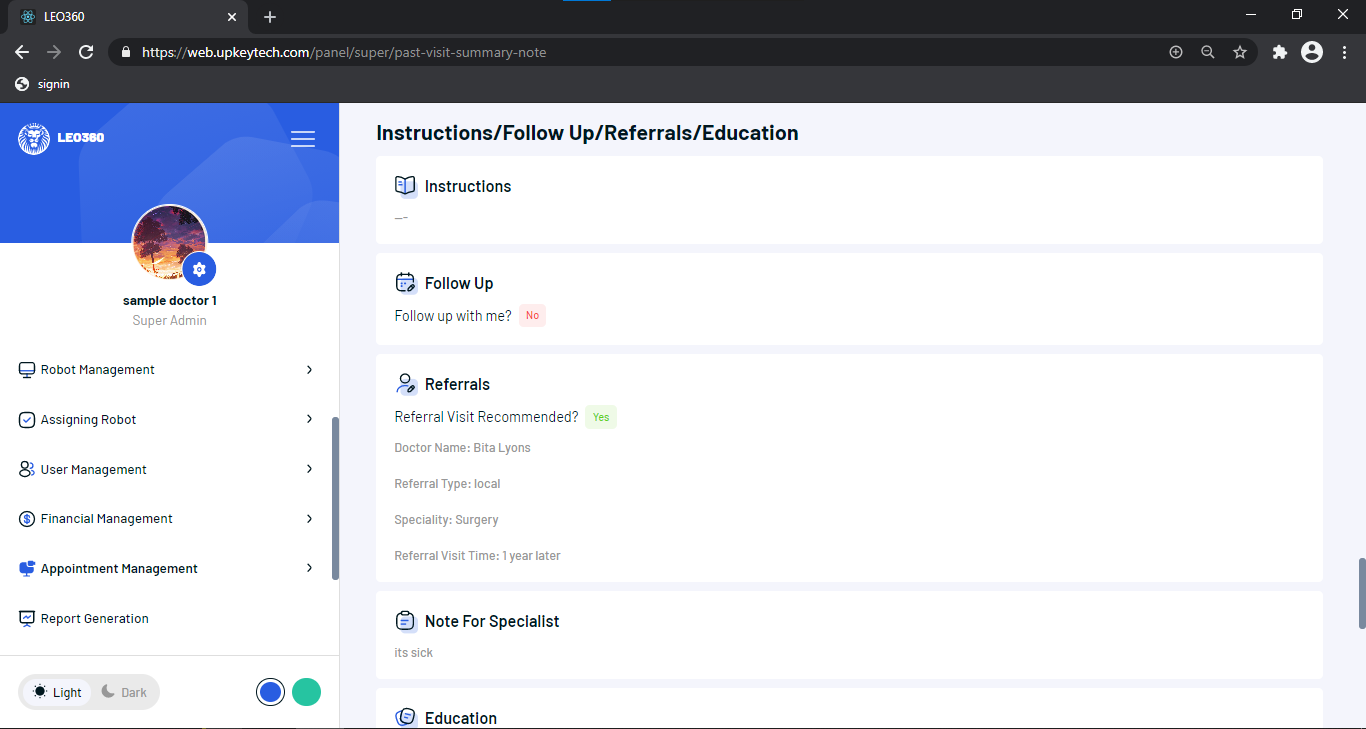 LEO360
https://web.upkeytech.com/panel/super/past-visit-summary-note
signin
LEO360
sample doctor 1
Super Admin
Robot Management
Assigning Robot
User Management
Financial Management
Appointment Management
Report Generation
Light
Dark
Instructions/Follow Up/Referrals/Education
Instructions
---
Follow Up
Follow up with me? No
Referrals
Referral Visit Recommended? Yes
Doctor Name: Bita Lyons
Referral Type: local
Speciality: Surgery
Referral Visit Time: 1 year later
Note For Specialist
its sick
Education